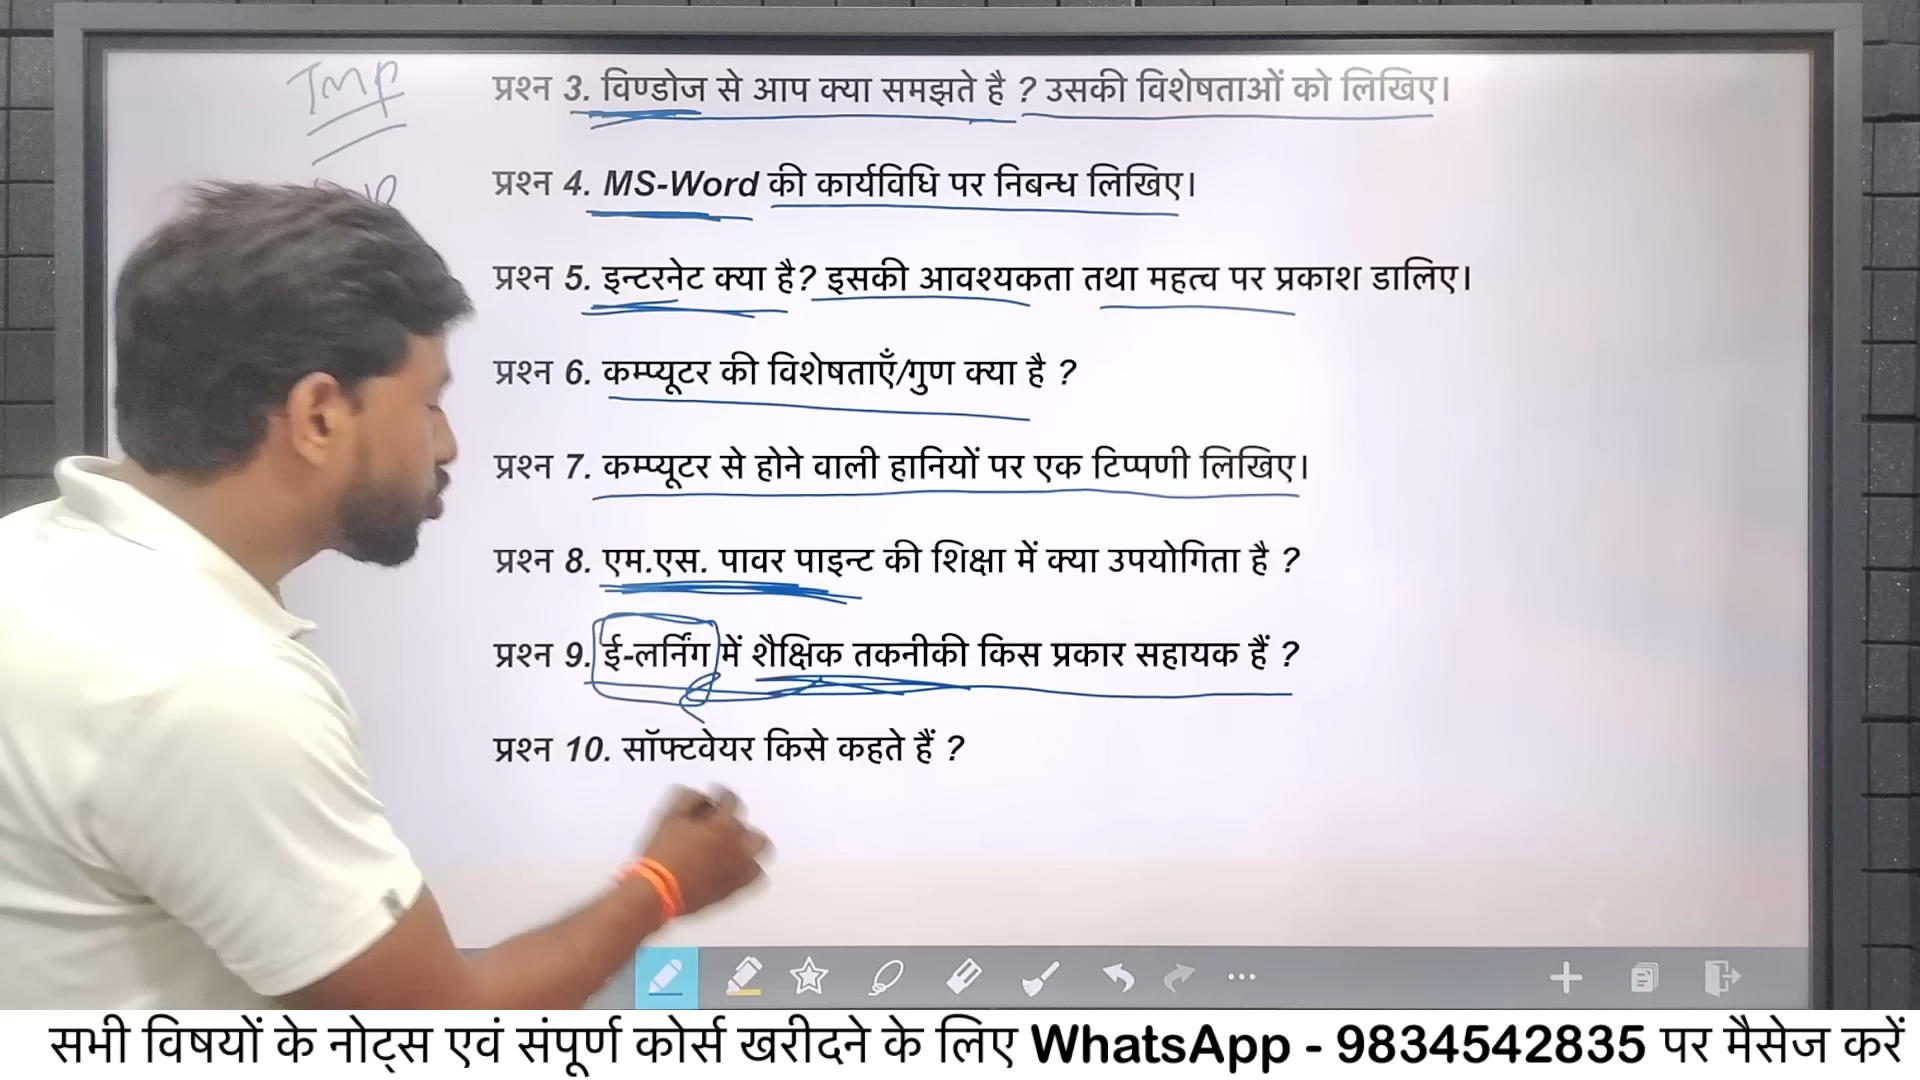 Imp
प्रश्न 3. विण्डोज से आप क्या समझते है ? उसकी विशेषताओं को लिखिए।
प्रश्न 4. MS-Word की कार्यविधि पर निबन्ध लिखिए।
प्रश्न 5. इन्टरनेट क्या है? इसकी आवश्यकता तथा महत्व पर प्रकाश डालिए।
प्रश्न 6. कम्प्यूटर की विशेषताएँ/गुण क्या है ?
प्रश्न 7. कम्प्यूटर से होने वाली हानियों पर एक टिप्पणी लिखिए।
प्रश्न 8. एम.एस. पावर पाइन्ट की शिक्षा में क्या उपयोगिता है ?
प्रश्न 9. ई-लर्निंग में शैक्षिक तकनीकी किस प्रकार सहायक हैं ?
प्रश्न 10. सॉफ्टवेयर किसे कहते हैं ?
सभी विषयों के नोट्स एवं संपूर्ण कोर्स खरीदने के लिए WhatsApp - 9834542835 पर मैसेज करें